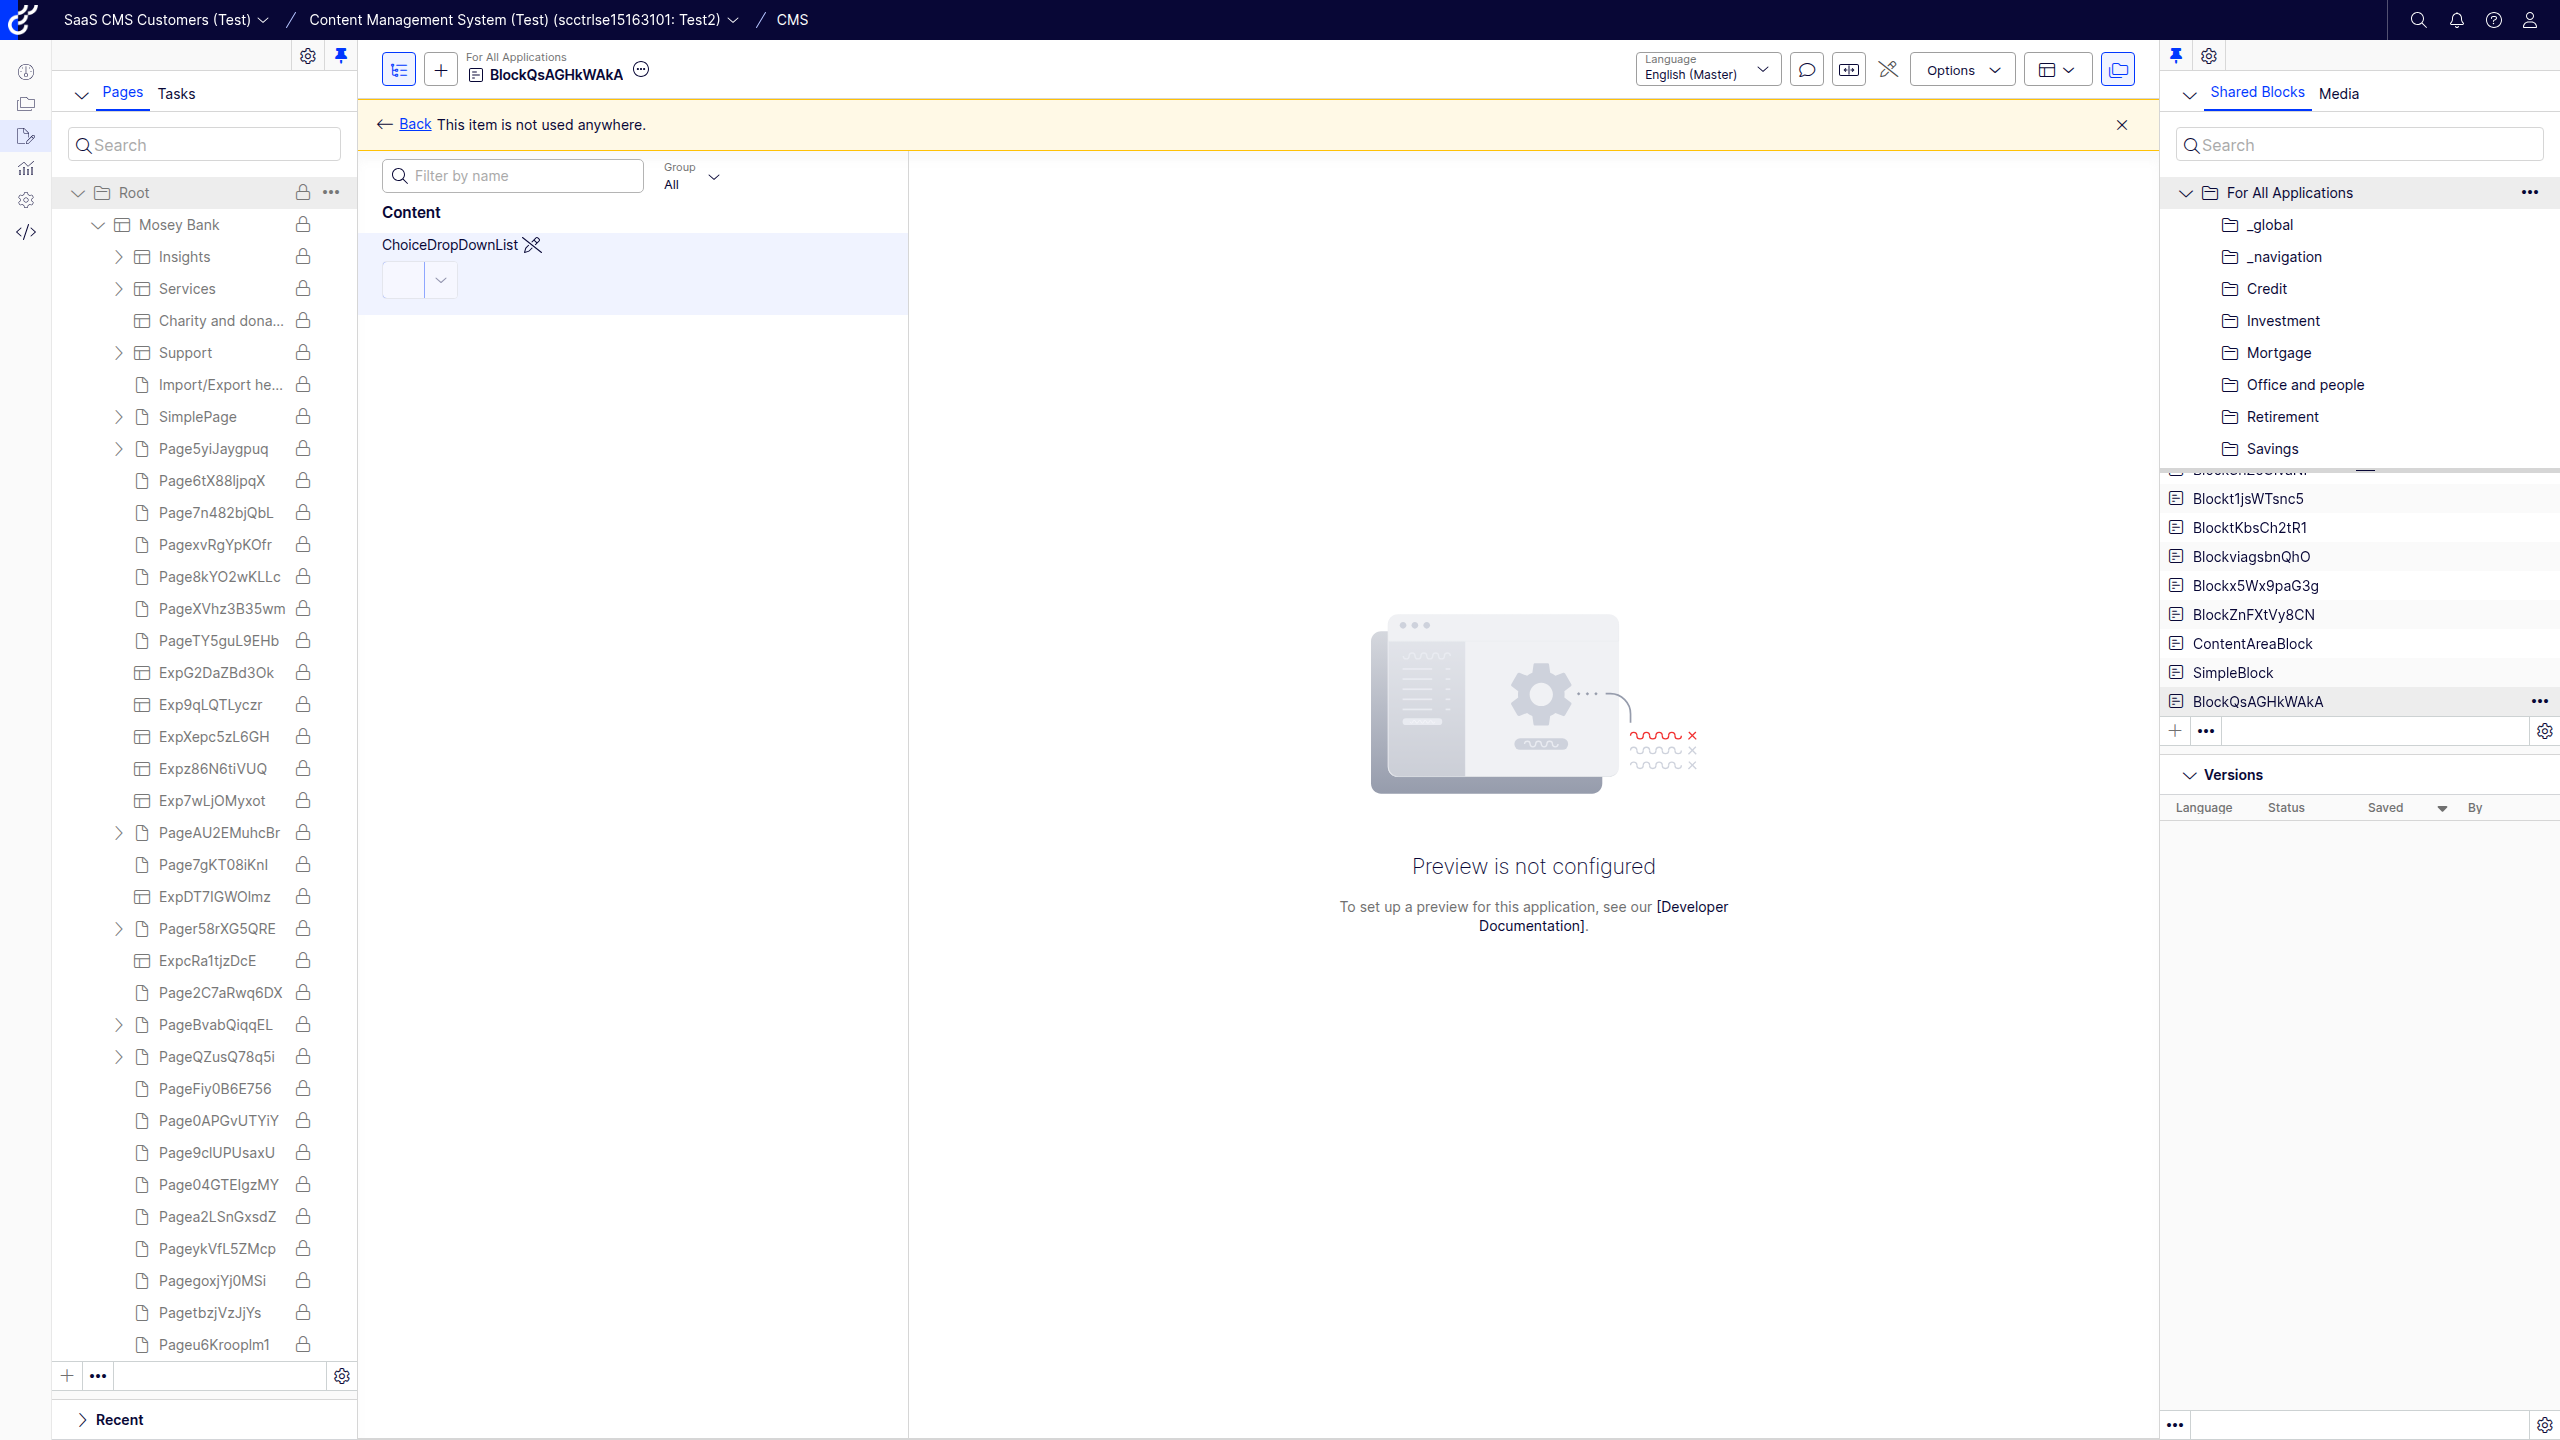 SaaS CMS Customers (Test) / Content Management System (Test) (scctrlse15163101: Test2) / CMS
Pages Tasks
Search
Root
Mosey Bank
Insights
Services
Charity and dona...
Support
Import/Export he...
SimplePage
Page5yiJaygpuq
Page6tX88ljpqX
Page7n482bjQbL
PagexvRgYpKOfr
Page8kYO2wKLLc
PageXVhz3B35wm
PageTY5guL9EHb
ExpG2DaZBd3Ok
Exp9qLQTLyczr
ExpXepc5zL6GH
Expz86N6tiVUQ
Exp7wLjOMyxot
PageAU2EMuhcBr
Page7gKT08iKnI
ExpDT7IGWOlmz
Pager58rXG5QRE
ExpcRa1tjzDcE
Page2C7aRwq6DX
PageBvabQiqqEL
PageQZusQ78q5i
PageFiy0B6E756
Page0APGvUTYiY
Page9clUPUsaxU
Page04GTEIgzMY
Pagea2LSnGxsdZ
PageykVfL5ZMcp
PagegoxjYj0MSi
PagetbzjVzJjYs
Pageu6Krooplm1
Recent
For All Applications
BlockQsAGHkWAkA
Language
English (Master)
Options
Back This item is not used anywhere.
Filter by name
Group
All
Content
ChoiceDropDownList
Preview is not configured
To set up a preview for this application, see our [Developer
Documentation].
Shared Blocks Media
Search
For All Applications
_global
_navigation
Credit
Investment
Mortgage
Office and people
Retirement
Savings
Blockt1jsWTsnc5
BlocktKbsCh2tR1
BlockviagsbnQhO
Blockx5Wx9paG3g
BlockZnFXtVy8CN
ContentAreaBlock
SimpleBlock
BlockQsAGHkWAkA
Versions
Language Status Saved By